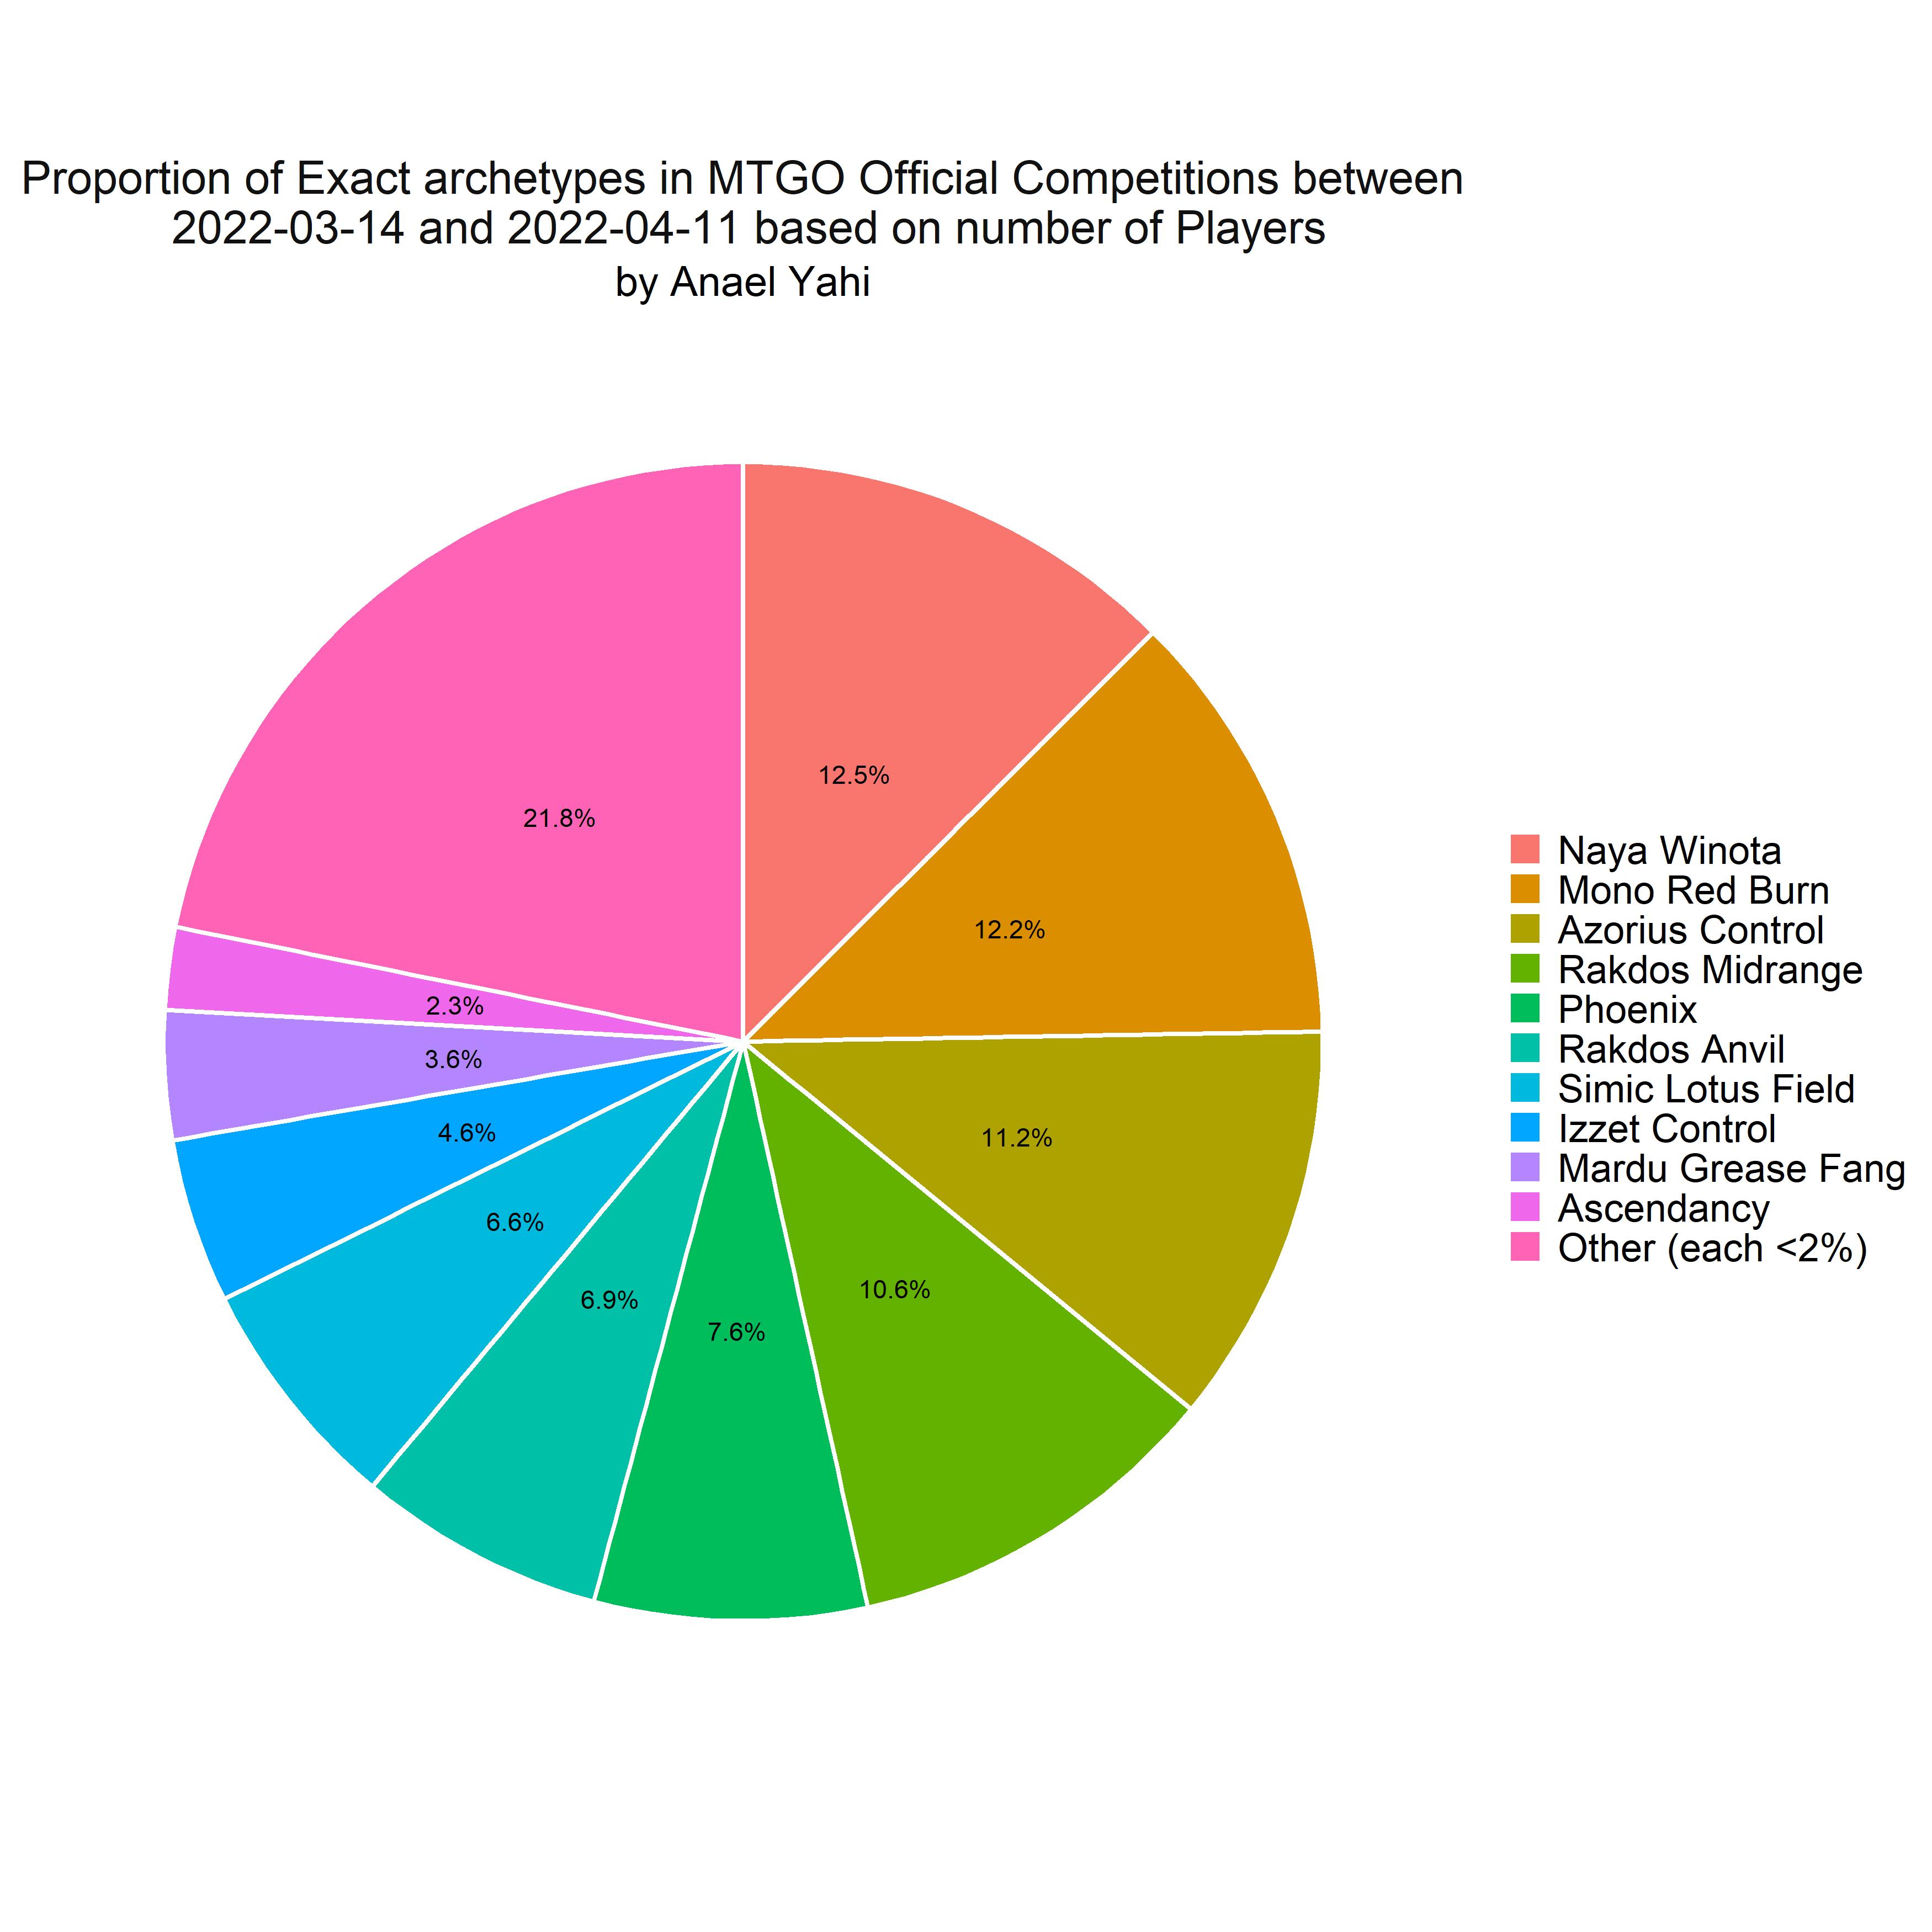 Proportion of Exact archetypes in MTGO Official Competitions between
2022-03-14 and 2022-04-11 based on number of Players
by Anael Yahi
12.5%
21.8%
12.2%
2.3%
3.6%
4.6%
11.2%
6.6%
10.6%
6.9%
7.6%
Naya Winota
Mono Red Burn
Azorius Control
Rakdos Midrange
Phoenix
Rakdos Anvil
Simic Lotus Field
Izzet Control
Mardu Grease Fang
Ascendancy
Other (each <2%)